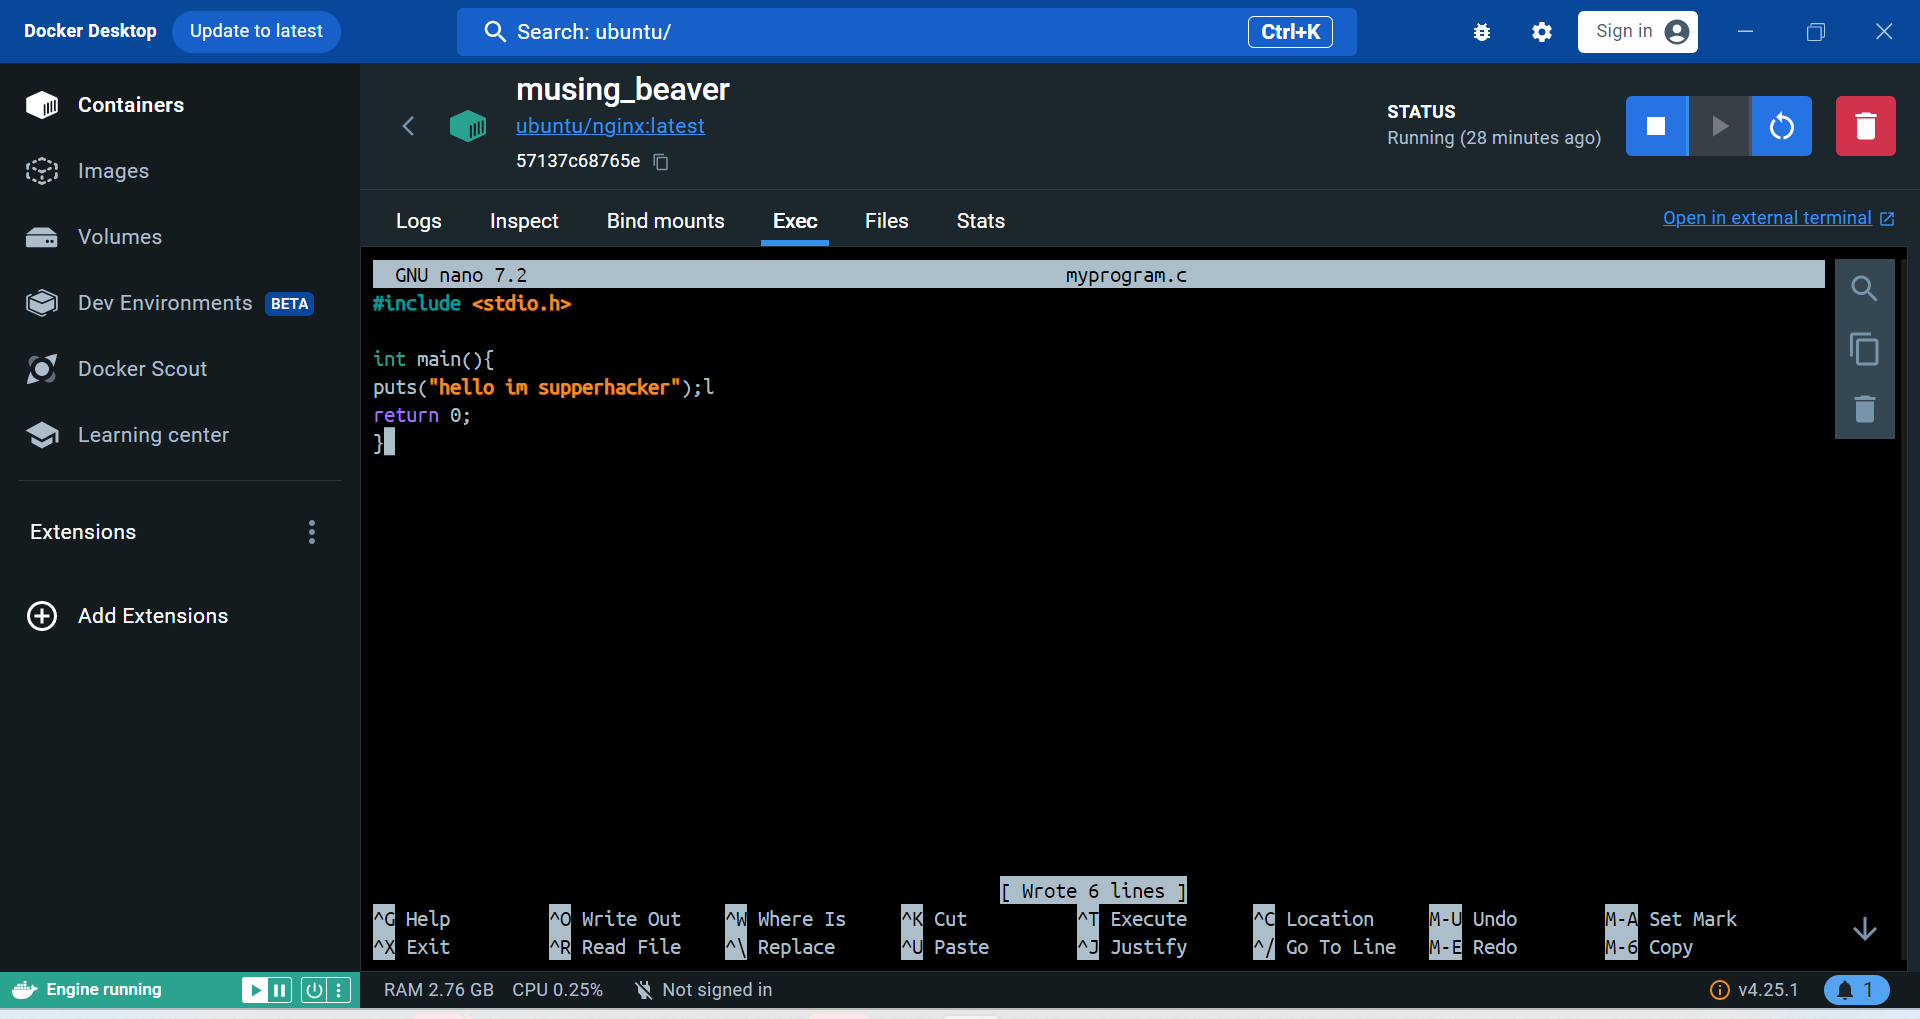 Docker Desktop Update to latest Search: ubuntu/ Ctrl+K Sign in
Containers
Images
Volumes
Dev Environments BETA
Docker Scout
Learning center
Extensions
Add Extensions
musing_beaver
ubuntu/nginx:latest
57137c68765e
STATUS
Running (28 minutes ago)
Logs Inspect Bind mounts Exec Files Stats Open in external terminal
GNU nano 7.2 myprogram.c
#include <stdio.h>
int main(){
puts("hello im supperhacker");l
return 0;
}
[ Wrote 6 lines ]
^G Help ^O Write Out ^W Where Is ^K Cut ^T Execute ^C Location M-U Undo M-A Set Mark
^X Exit ^R Read File ^\ Replace ^U Paste ^J Justify ^/ Go To Line M-E Redo M-6 Copy
Engine running RAM 2.76 GB CPU 0.25% Not signed in v4.25.1 1